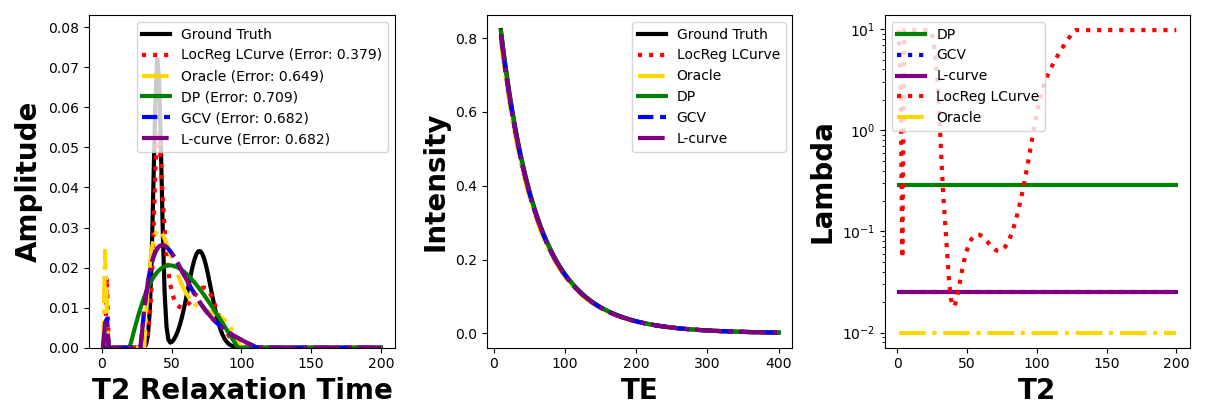 0.08
0.07
0.06
0.05
0.04
0.03
0.02
0.01
0.00
Amplitude
Ground Truth
LocReg LCurve (Error: 0.379)
Oracle (Error: 0.649)
DP (Error: 0.709)
GCV (Error: 0.682)
L-curve (Error: 0.682)
0 50 100 150 200
T2 Relaxation Time
0.8
0.6
0.4
0.2
0.0
Intensity
Ground Truth
LocReg LCurve
Oracle
DP
GCV
L-curve
0 100 200 300 400
TE
10¹
10⁰
10⁻¹
10⁻²
Lambda
DP
GCV
L-curve
LocReg LCurve
Oracle
0 50 100 150 200
T2